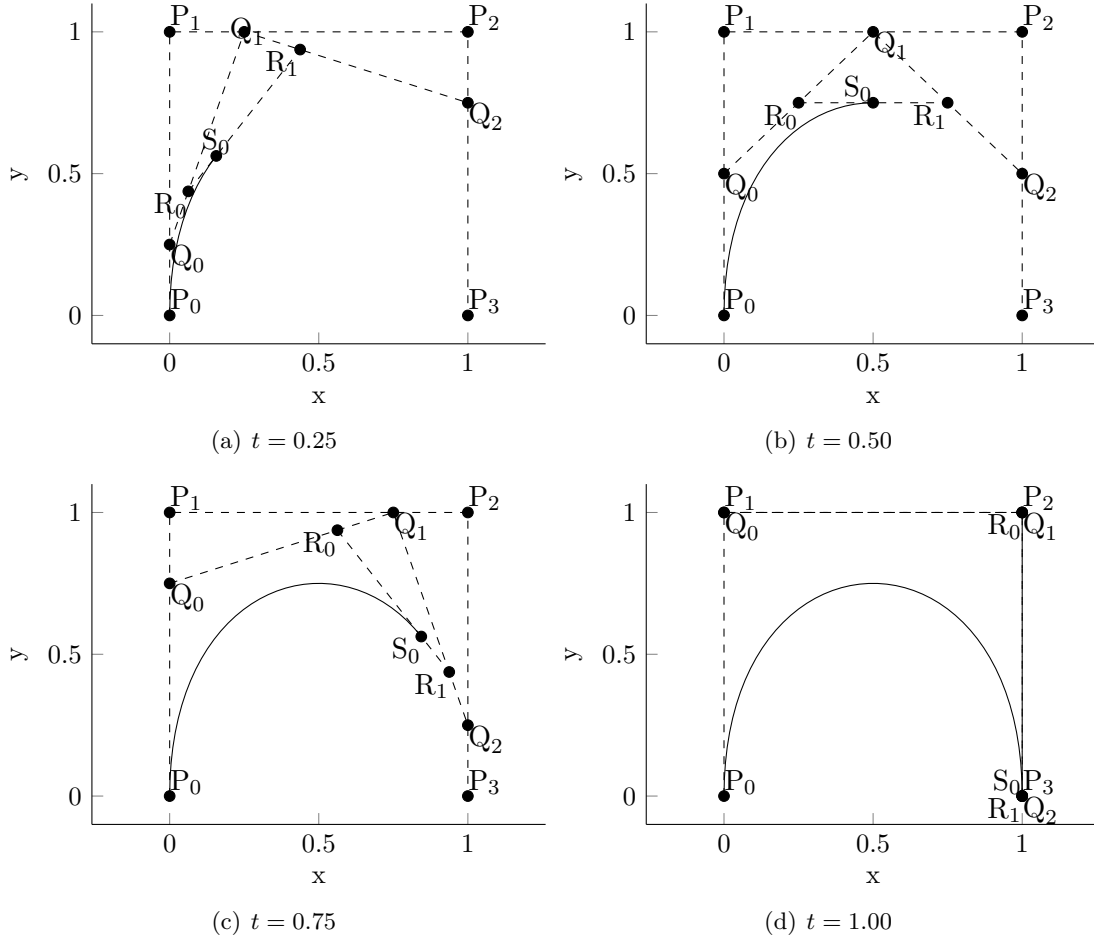 P₁ Q₁ P₂
R₁
Q₂
S₀
R₀
Q₀
P₀ P₃
1
0.5
0
y
0 0.5 1
x
(a) t = 0.25
P₁ P₂
Q₁
S₀
R₀ R₁
Q₀ Q₂
P₀ P₃
1
0.5
0
y
0 0.5 1
x
(b) t = 0.50
P₁ P₂
Q₁
R₀
Q₀
S₀
R₁
Q₂
P₀ P₃
1
0.5
0
y
0 0.5 1
x
(c) t = 0.75
P₁ P₂
Q₀ R₀ Q₁
P₀ S₀ P₃
R₁ Q₂
1
0.5
0
y
0 0.5 1
x
(d) t = 1.00